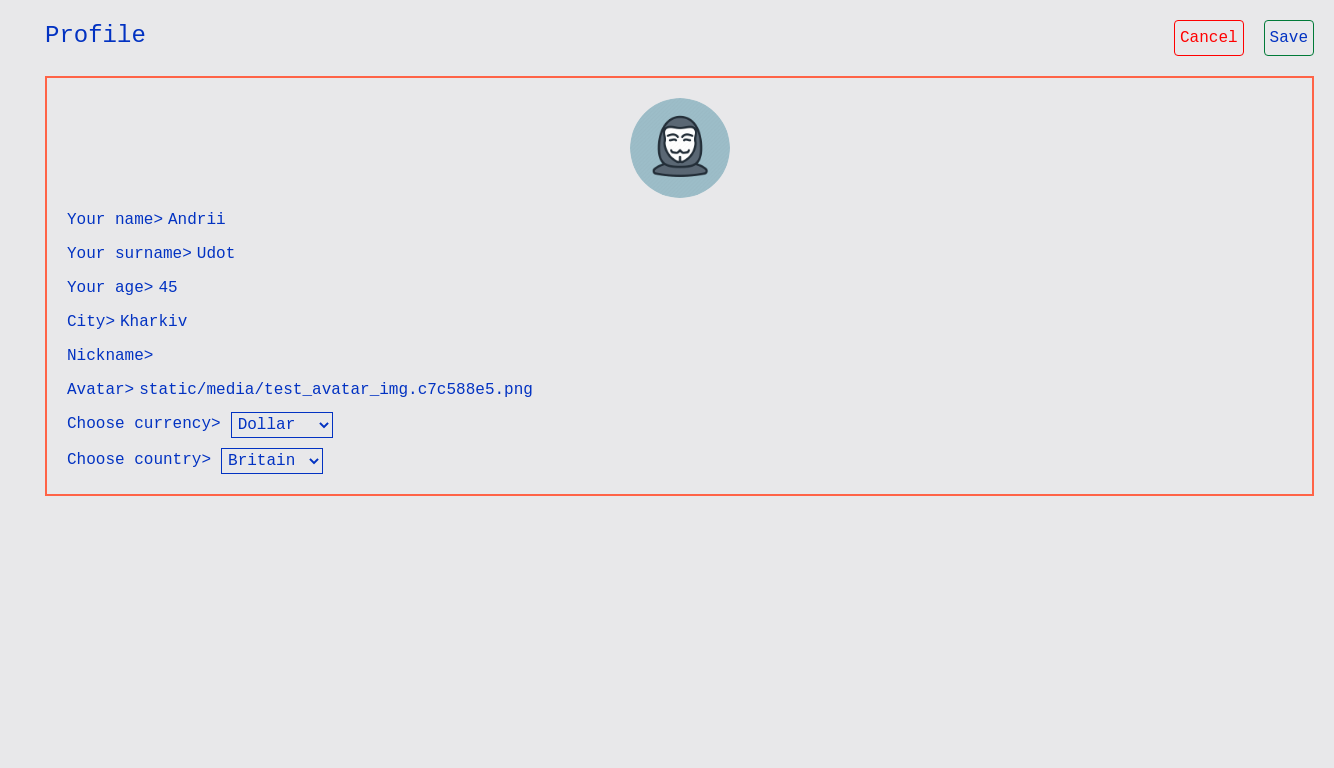 Profile
Cancel
Save
Your name> Andrii
Your surname> Udot
Your age> 45
City> Kharkiv
Nickname>
Avatar> static/media/test_avatar_img.c7c588e5.png
Choose currency> Dollar
Choose country> Britain